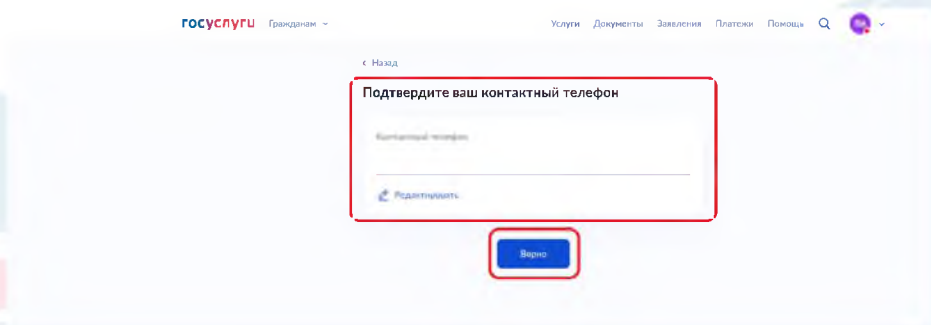 госуслуги Гражданам Услуги Документы Заявления Платежи Помощь
Назад
Подтвердите ваш контактный телефон
Контактный телефон
Редактировать
Верно